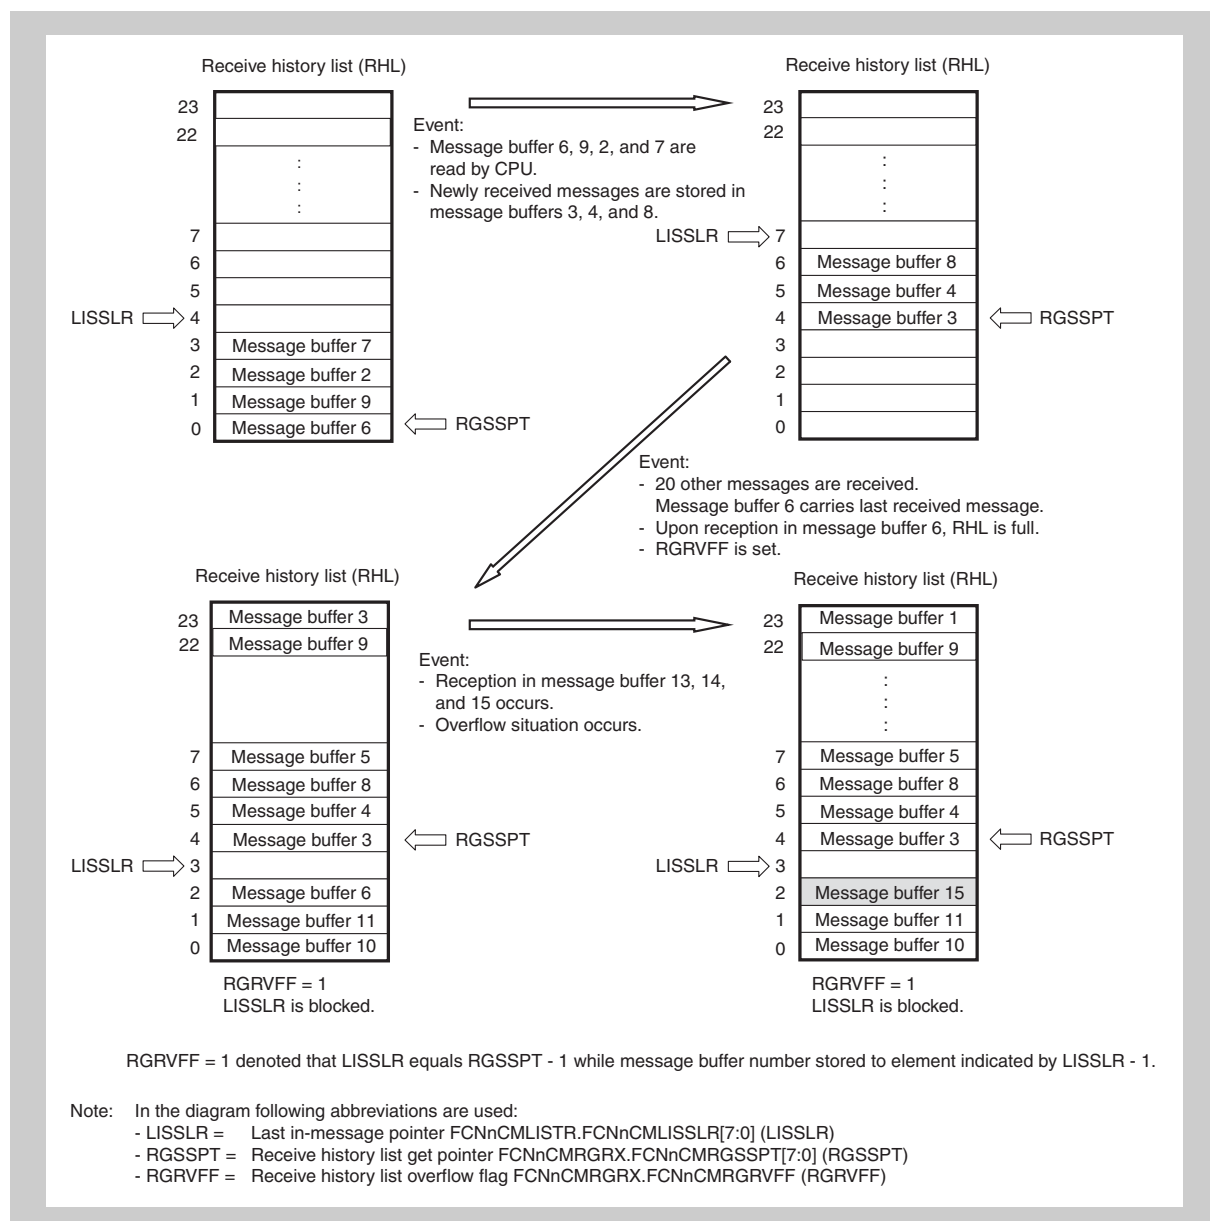 Receive history list (RHL)
23
22
:
:
:
7
6
5
LISSLR 4
3 Message buffer 7
2 Message buffer 2
1 Message buffer 9
0 Message buffer 6 RGSSPT
Event:
- Message buffer 6, 9, 2, and 7 are
read by CPU.
- Newly received messages are stored in
message buffers 3, 4, and 8.
Receive history list (RHL)
23
22
:
:
:
LISSLR 7
6 Message buffer 8
5 Message buffer 4
4 Message buffer 3 RGSSPT
3
2
1
0
Event:
- 20 other messages are received.
Message buffer 6 carries last received message.
- Upon reception in message buffer 6, RHL is full.
- RGRVFF is set.
Receive history list (RHL)
23 Message buffer 3
22 Message buffer 9
7 Message buffer 5
6 Message buffer 8
5 Message buffer 4
4 Message buffer 3 RGSSPT
LISSLR 3
2 Message buffer 6
1 Message buffer 11
0 Message buffer 10
RGRVFF = 1
LISSLR is blocked.
Event:
- Reception in message buffer 13, 14,
and 15 occurs.
- Overflow situation occurs.
Receive history list (RHL)
23 Message buffer 1
22 Message buffer 9
:
:
:
7 Message buffer 5
6 Message buffer 8
5 Message buffer 4
4 Message buffer 3 RGSSPT
LISSLR 3
2 Message buffer 15
1 Message buffer 11
0 Message buffer 10
RGRVFF = 1
LISSLR is blocked.
RGRVFF = 1 denoted that LISSLR equals RGSSPT - 1 while message buffer number stored to element indicated by LISSLR - 1.
Note: In the diagram following abbreviations are used:
- LISSLR = Last in-message pointer FCNnCMLISTR.FCNnCMLISSLR[7:0] (LISSLR)
- RGSSPT = Receive history list get pointer FCNnCMRGRX.FCNnCMRGSSPT[7:0] (RGSSPT)
- RGRVFF = Receive history list overflow flag FCNnCMRGRX.FCNnCMRGRVFF (RGRVFF)